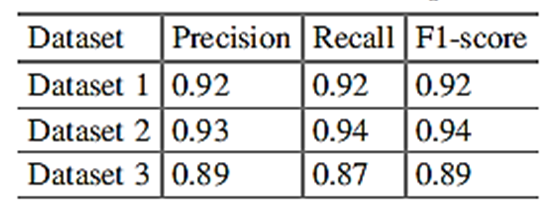 Dataset Precision Recall F1-score
Dataset 1 0.92 0.92 0.92
Dataset 2 0.93 0.94 0.94
Dataset 3 0.89 0.87 0.89